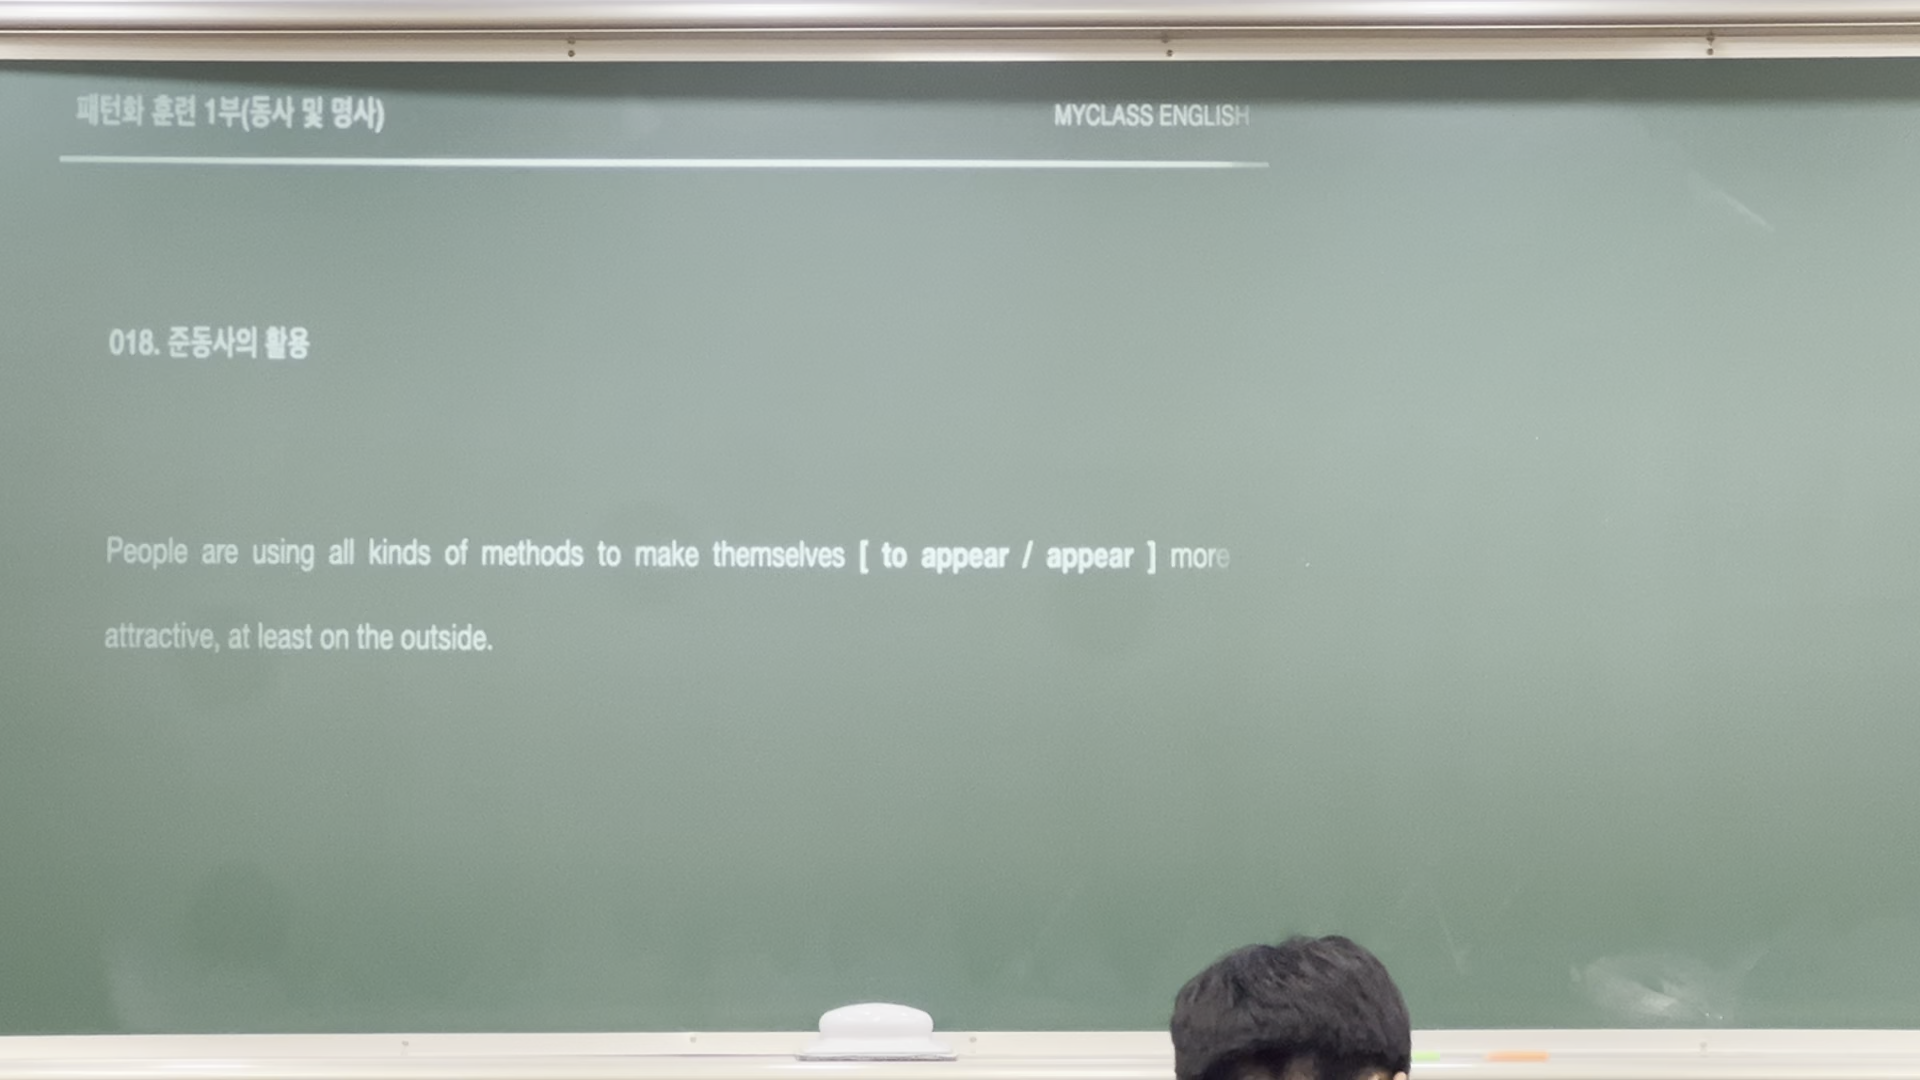 패턴화 훈련 1부(동사 및 명사)
MYCLASS ENGLISH
018. 준동사의 활용
People are using all kinds of methods to make themselves [ to appear / appear ] more
attractive, at least on the outside.